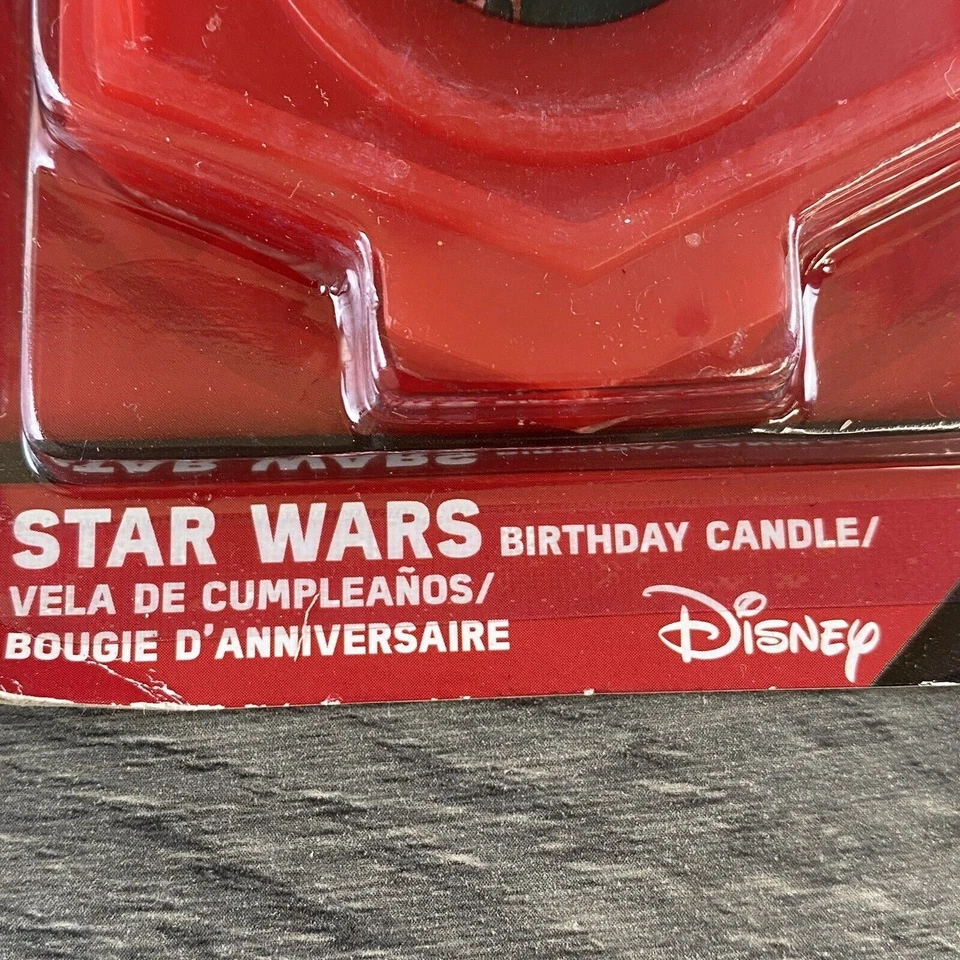 STAR WARS BIRTHDAY CANDLE/
VELA DE CUMPLEAÑOS/
BOUGIE D'ANNIVERSAIRE
Disney